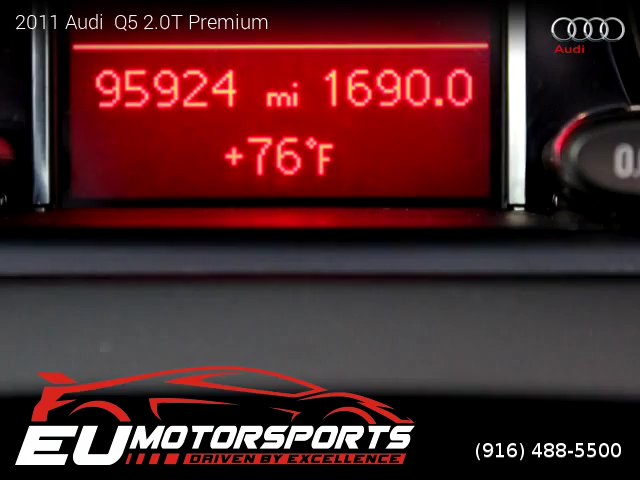 2011 Audi Q5 2.0T Premium
Audi
95924 mi 1690.0
+76°F
0.
EU MOTORSPORTS
DRIVEN BY EXCELLENCE
(916) 488-5500